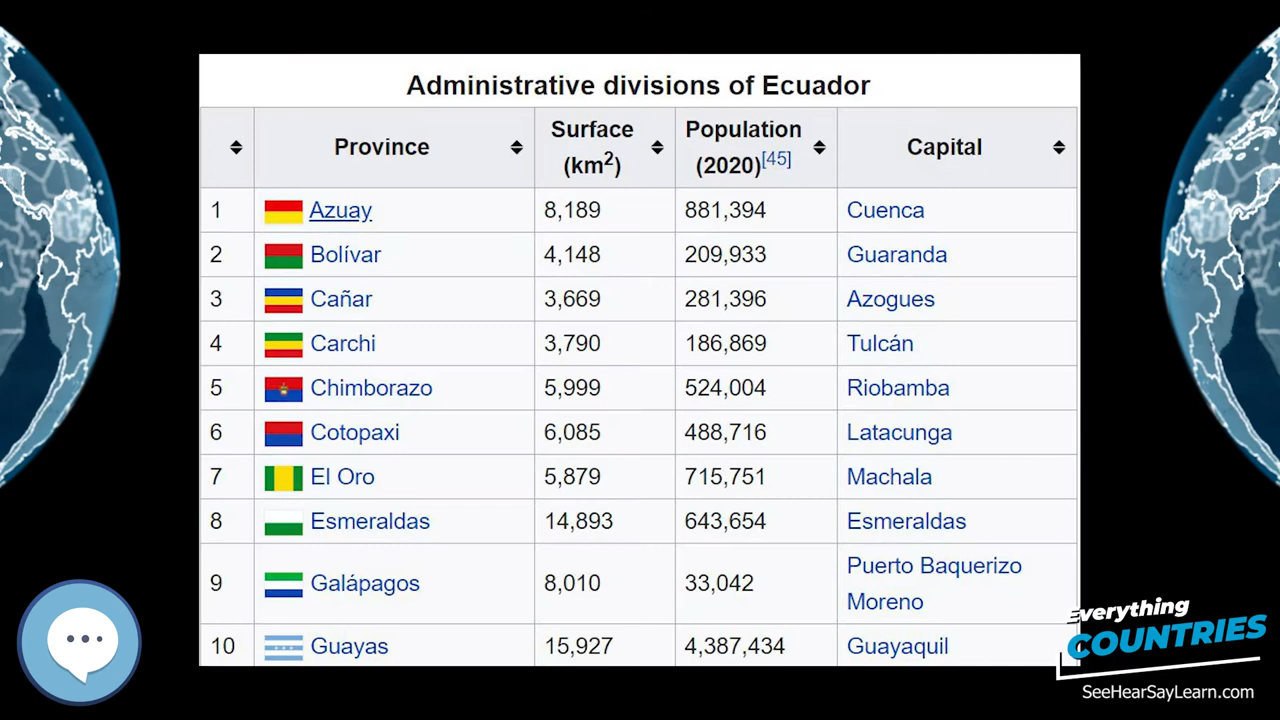 Administrative divisions of Ecuador
Province Surface (km²) Population (2020)[45] Capital
1 Azuay 8,189 881,394 Cuenca
2 Bolívar 4,148 209,933 Guaranda
3 Cañar 3,669 281,396 Azogues
4 Carchi 3,790 186,869 Tulcán
5 Chimborazo 5,999 524,004 Riobamba
6 Cotopaxi 6,085 488,716 Latacunga
7 El Oro 5,879 715,751 Machala
8 Esmeraldas 14,893 643,654 Esmeraldas
9 Galápagos 8,010 33,042 Puerto Baquerizo Moreno
10 Guayas 15,927 4,387,434 Guayaquil
Everything
COUNTRIES
SeeHearSayLearn.com